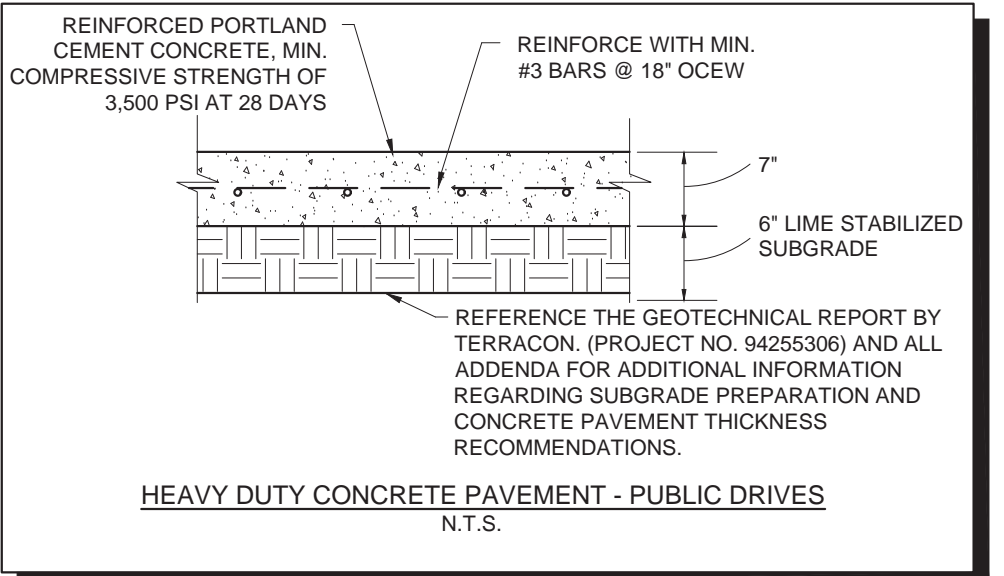 REINFORCED PORTLAND
CEMENT CONCRETE, MIN.
COMPRESSIVE STRENGTH OF
3,500 PSI AT 28 DAYS
REINFORCE WITH MIN.
#3 BARS @ 18" OCEW
7"
6" LIME STABILIZED
SUBGRADE
REFERENCE THE GEOTECHNICAL REPORT BY
TERRACON. (PROJECT NO. 94255306) AND ALL
ADDENDA FOR ADDITIONAL INFORMATION
REGARDING SUBGRADE PREPARATION AND
CONCRETE PAVEMENT THICKNESS
RECOMMENDATIONS.
HEAVY DUTY CONCRETE PAVEMENT - PUBLIC DRIVES
N.T.S.